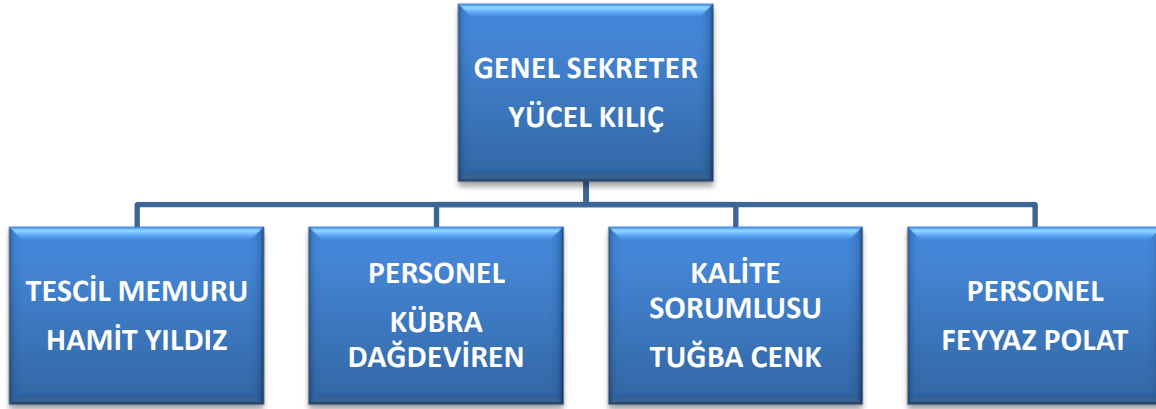 GENEL SEKRETER
YÜCEL KILIÇ
TESCİL MEMURU
HAMİT YILDIZ
PERSONEL
KÜBRA
DAĞDEVİREN
KALİTE
SORUMLUSU
TUĞBA CENK
PERSONEL
FEYYAZ POLAT